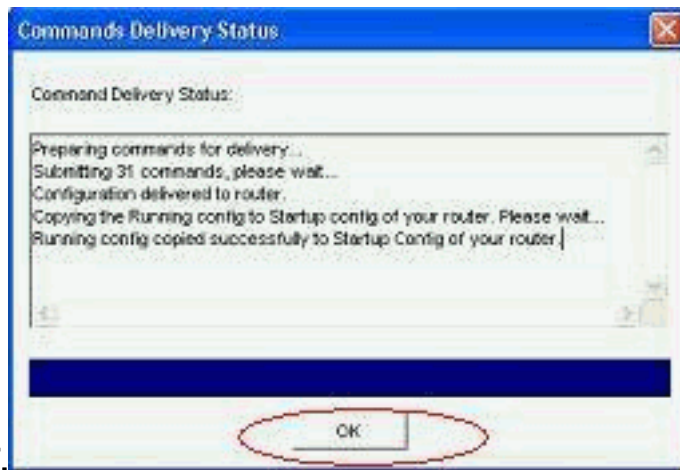 Commands Delivery Status
Command Delivery Status:
Preparing commands for delivery...
Submitting 31 commands, please wait...
Configuration delivered to router.
Copying the Running config to Startup config of your router. Please wait...
Running config copied successfully to Startup Config of your router.
OK